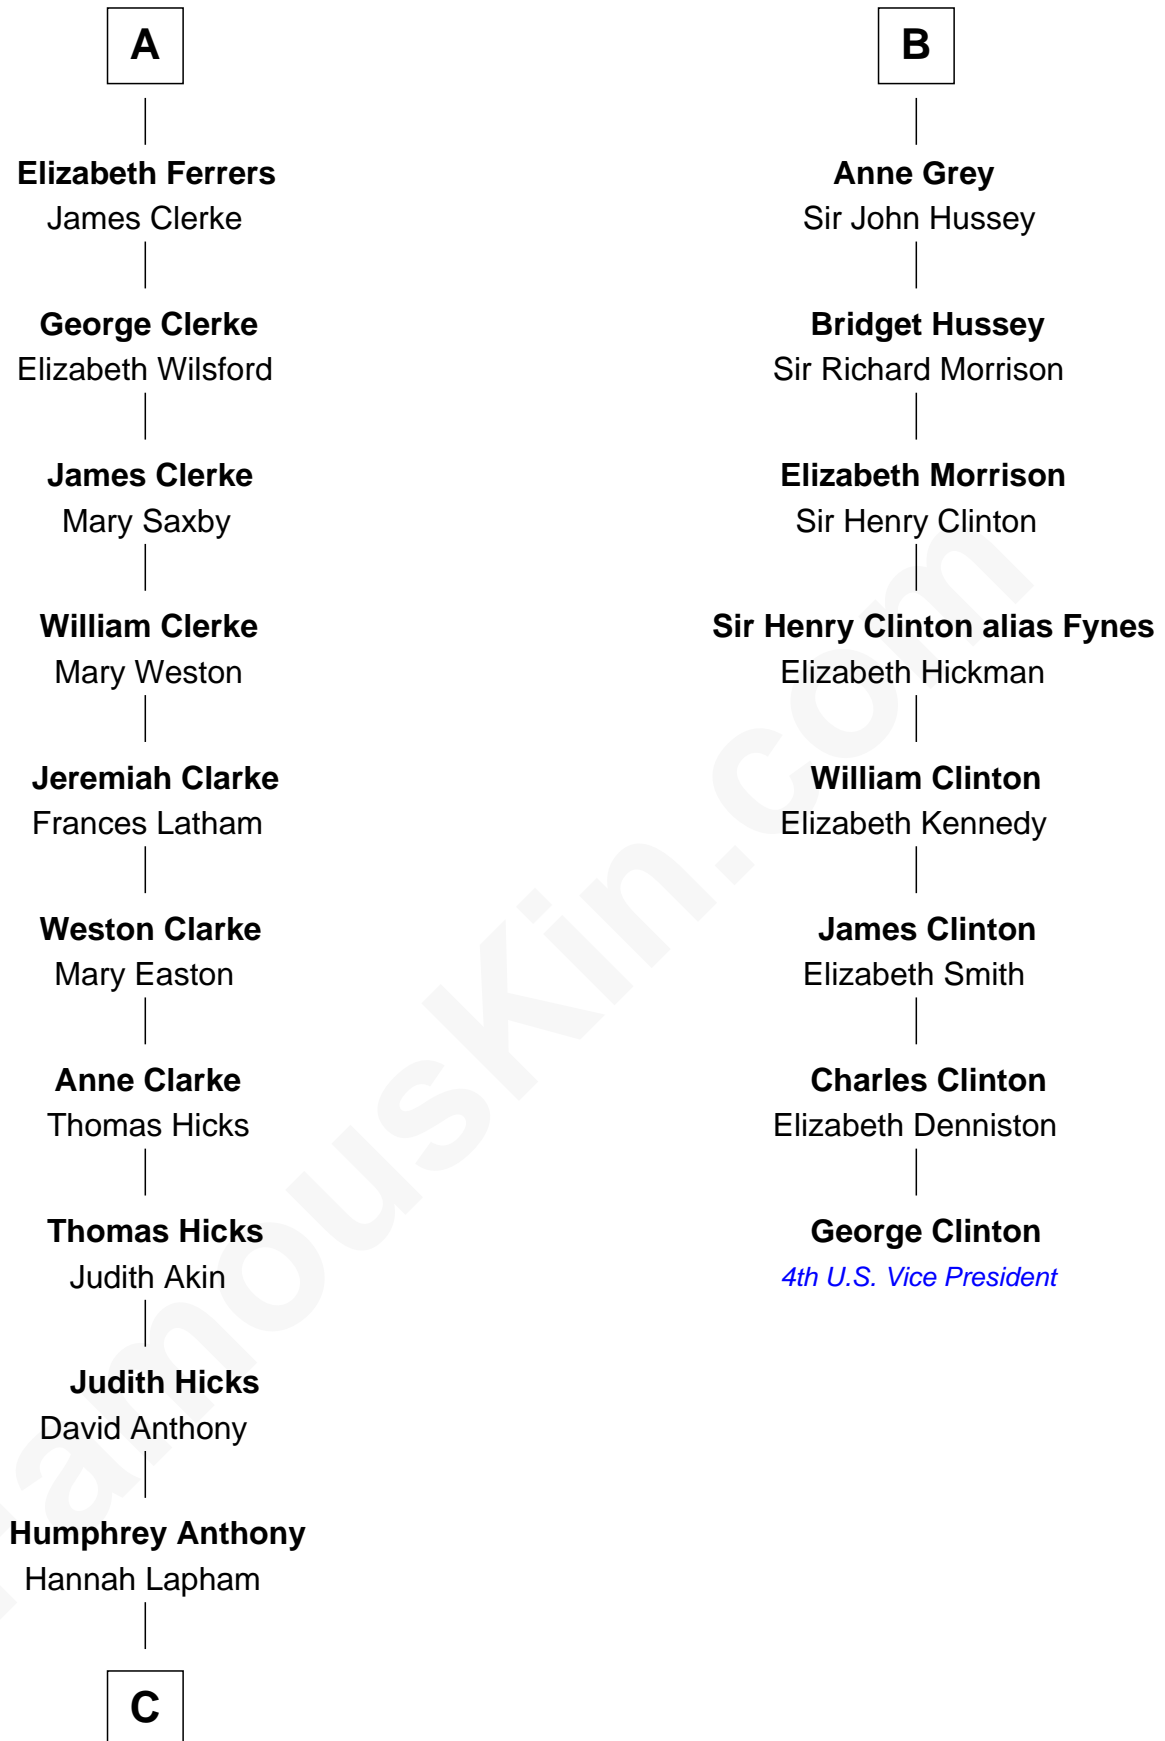 A
Elizabeth Ferrers
James Clerke
George Clerke
Elizabeth Wilsford
James Clerke
Mary Saxby
William Clerke
Mary Weston
Jeremiah Clarke
Frances Latham
Weston Clarke
Mary Easton
Anne Clarke
Thomas Hicks
Thomas Hicks
Judith Akin
Judith Hicks
David Anthony
Humphrey Anthony
Hannah Lapham
C
B
Anne Grey
Sir John Hussey
Bridget Hussey
Sir Richard Morrison
Elizabeth Morrison
Sir Henry Clinton
Sir Henry Clinton alias Fynes
Elizabeth Hickman
William Clinton
Elizabeth Kennedy
James Clinton
Elizabeth Smith
Charles Clinton
Elizabeth Denniston
George Clinton
4th U.S. Vice President
FamousKin.com